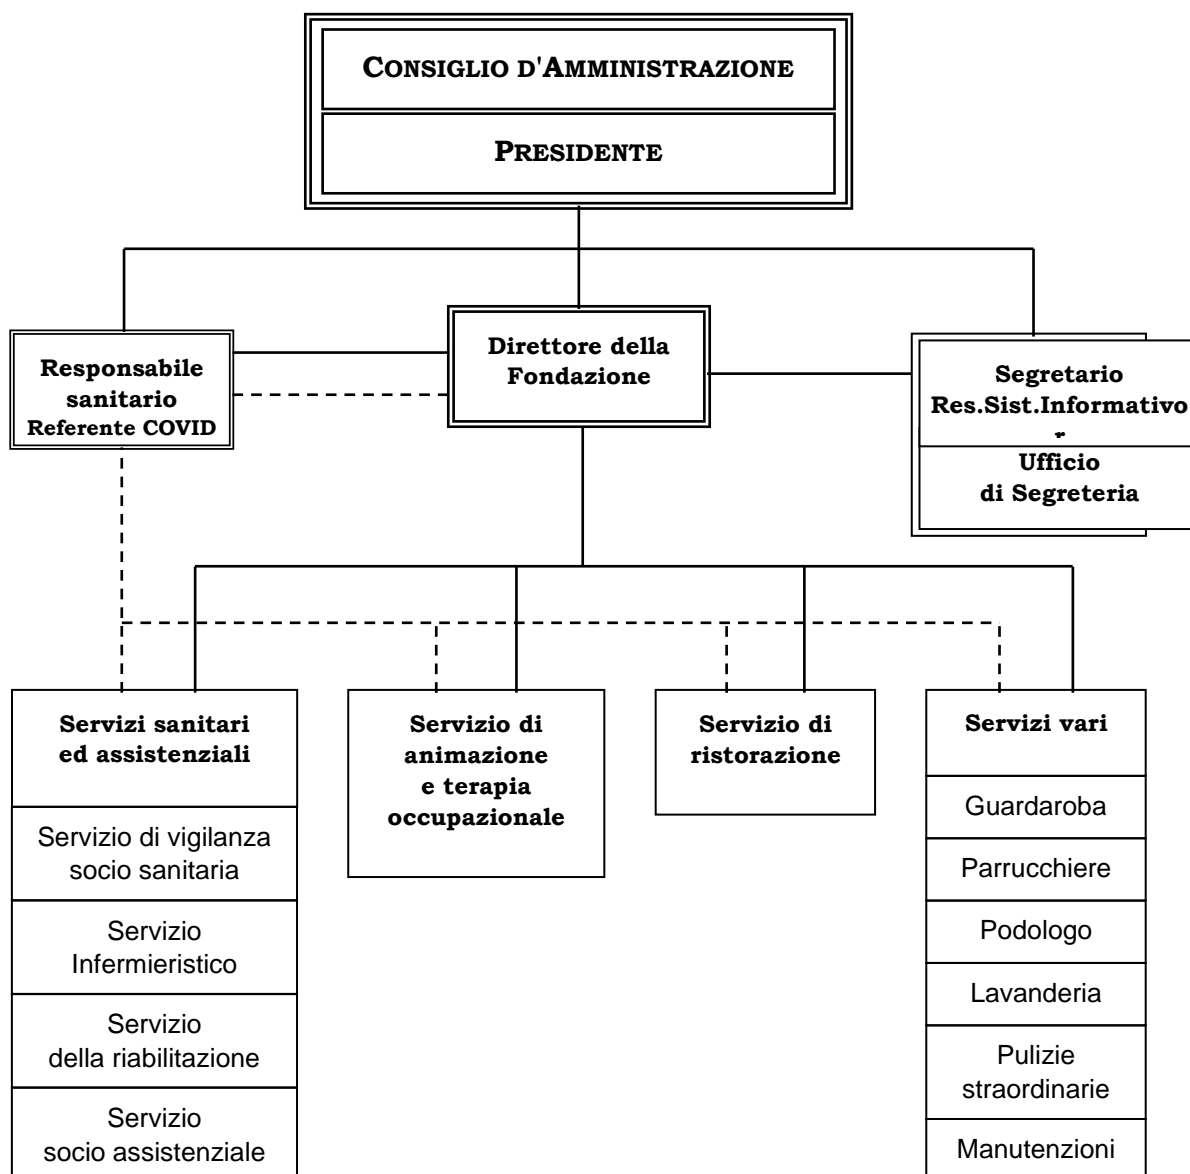 CONSIGLIO D'AMMINISTRAZIONE
PRESIDENTE
Responsabile
sanitario
Referente COVID
Direttore della
Fondazione
Segretario
Res.Sist.Informativo
Ufficio
di Segreteria
Servizi sanitari
ed assistenziali
Servizio di vigilanza
socio sanitaria
Servizio
Infermieristico
Servizio
della riabilitazione
Servizio
socio assistenziale
Servizio di
animazione
e terapia
occupazionale
Servizio di
ristorazione
Servizi vari
Guardaroba
Parrucchiere
Podologo
Lavanderia
Pulizie
straordinarie
Manutenzioni